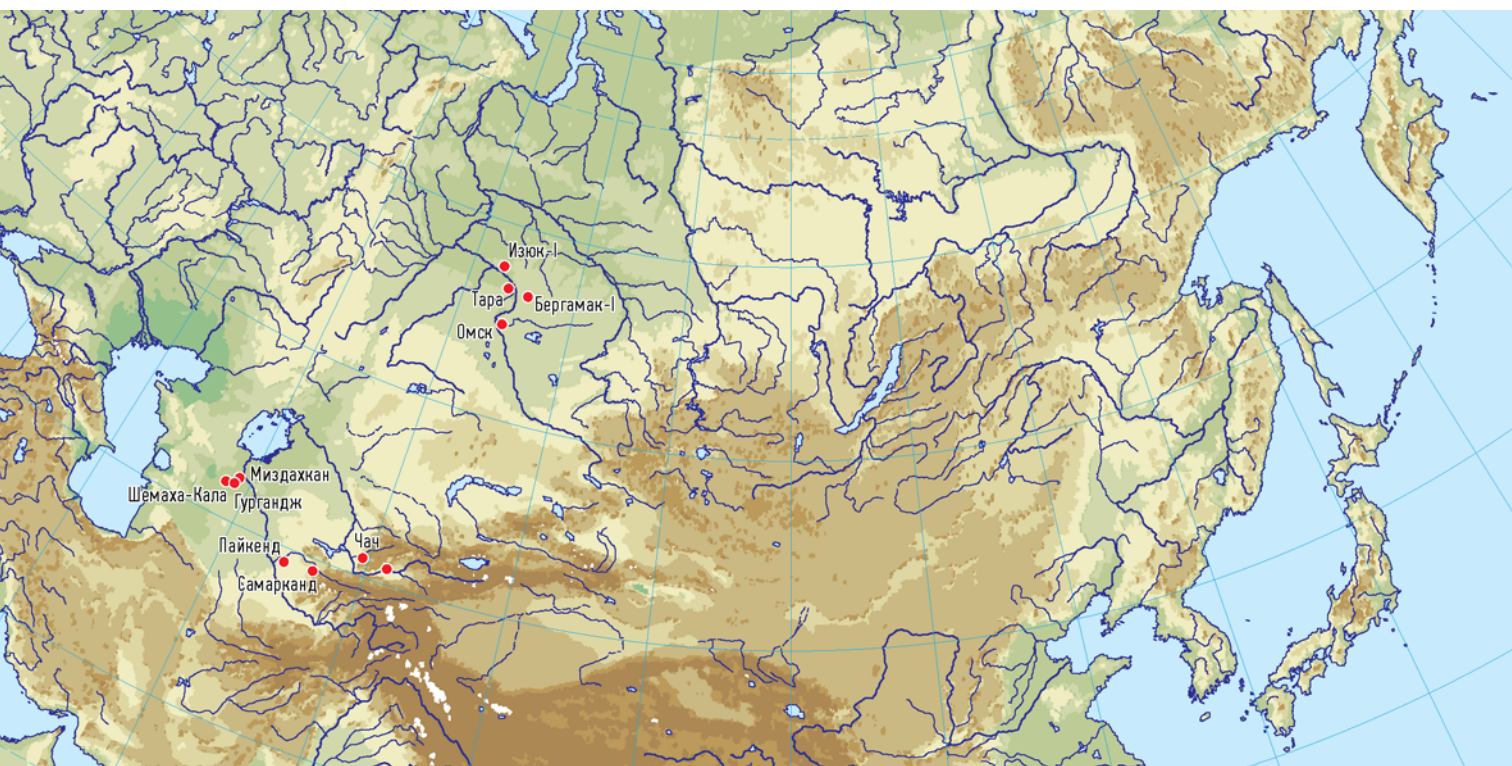 Изюк-I
Тара
Бергамак-I
Омск
Миздахкан
Шемаха-Кала
Гургандж
Пайкенд
Чач
Самарканд